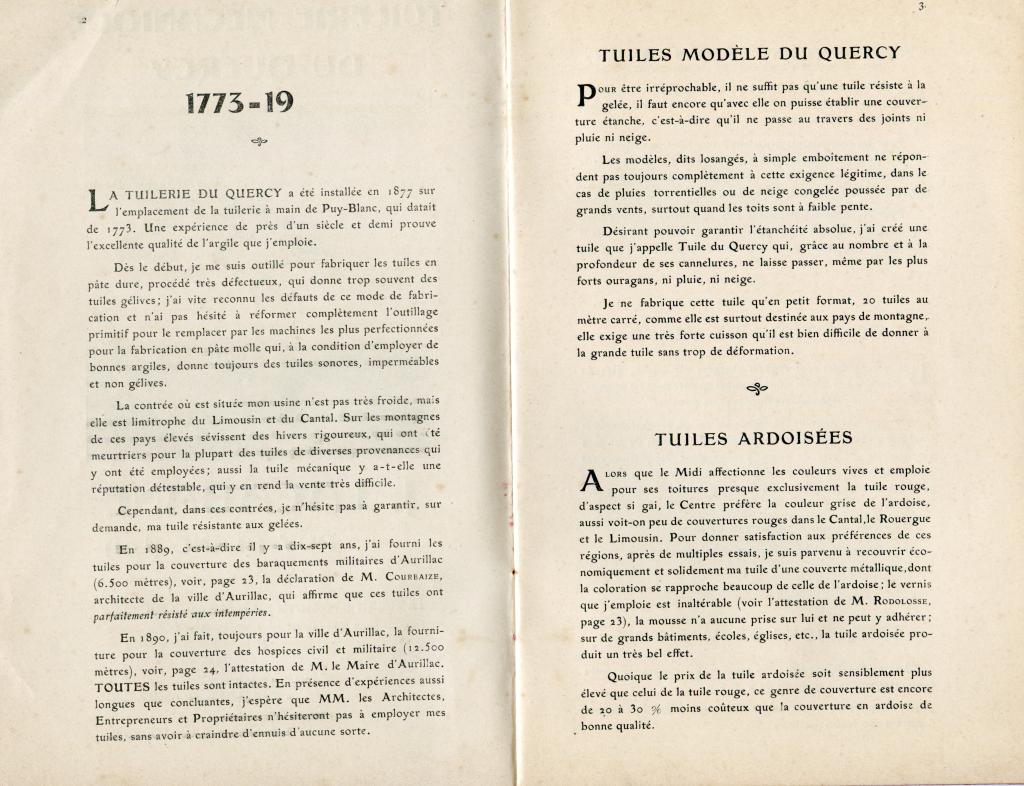 2
1773-19
LA TUILERIE DU QUERCY a été installée en 1877 sur
l'emplacement de la tuilerie à main de Puy-Blanc, qui datait
de 1773. Une expérience de près d'un siècle et demi prouve
l'excellente qualité de l'argile que j'emploie.
Dès le début, je me suis outillé pour fabriquer les tuiles en
pâte dure, procédé très défectueux, qui donne trop souvent des
tuiles gélives; j'ai vite reconnu les défauts de ce mode de fabri-
cation et n'ai pas hésité à réformer complètement l'outillage
primitif pour le remplacer par les machines les plus perfectionnées
pour la fabrication en pâte molle qui, à la condition d'employer de
bonnes argiles, donne toujours des tuiles sonores, imperméables
et non gélives.
La contrée où est située mon usine n'est pas très froide, mais
elle est limitrophe du Limousin et du Cantal. Sur les montagnes
de ces pays élevés sévissent des hivers rigoureux, qui ont été
meurtriers pour la plupart des tuiles de diverses provenances qui
y ont été employées; aussi la tuile mécanique y a-t-elle une
réputation détestable, qui y en rend la vente très difficile.
Cependant, dans ces contrées, je n'hésite pas à garantir, sur
demande, ma tuile résistante aux gelées.
En 1889, c'est-à-dire il y a dix-sept ans, j'ai fourni les
tuiles pour la couverture des baraquements militaires d'Aurillac
(6.500 mètres), voir, page 23, la déclaration de M. COURBAIZE,
architecte de la ville d'Aurillac, qui affirme que ces tuiles ont
parfaitement résisté aux intempéries.
En 1890, j'ai fait, toujours pour la ville d'Aurillac, la fourni-
ture pour la couverture des hospices civil et militaire (12.500
mètres), voir, page 24, l'attestation de M. le Maire d'Aurillac.
TOUTES les tuiles sont intactes. En présence d'expériences aussi
longues que concluantes, j'espère que MM. les Architectes,
Entrepreneurs et Propriétaires n'hésiteront pas à employer mes
tuiles, sans avoir à craindre d'ennuis d'aucune sorte.
3
TUILES MODÈLE DU QUERCY
POUR être irréprochable, il ne suffit pas qu'une tuile résiste à la
gelée, il faut encore qu'avec elle on puisse établir une couver-
ture étanche, c'est-à-dire qu'il ne passe au travers des joints ni
pluie ni neige.
Les modèles, dits losangés, à simple emboîtement ne répon-
dent pas toujours complètement à cette exigence légitime, dans le
cas de pluies torrentielles ou de neige congelée poussée par de
grands vents, surtout quand les toits sont à faible pente.
Désirant pouvoir garantir l'étanchéité absolue, j'ai créé une
tuile que j'appelle Tuile du Quercy qui, grâce au nombre et à la
profondeur de ses cannelures, ne laisse passer, même par les plus
forts ouragans, ni pluie, ni neige.
Je ne fabrique cette tuile qu'en petit format, 20 tuiles au
mètre carré, comme elle est surtout destinée aux pays de montagne,
elle exige une très forte cuisson qu'il est bien difficile de donner à
la grande tuile sans trop de déformation.
TUILES ARDOISÉES
ALORS que le Midi affectionne les couleurs vives et emploie
pour ses toitures presque exclusivement la tuile rouge,
d'aspect si gai, le Centre préfère la couleur grise de l'ardoise,
aussi voit-on peu de couvertures rouges dans le Cantal, le Rouergue
et le Limousin. Pour donner satisfaction aux préférences de ces
régions, après de multiples essais, je suis parvenu à recouvrir éco-
nomiquement et solidement ma tuile d'une couverte métallique, dont
la coloration se rapproche beaucoup de celle de l'ardoise; le vernis
que j'emploie est inaltérable (voir l'attestation de M. RODOLOSSE,
page 23), la mousse n'a aucune prise sur lui et ne peut y adhérer;
sur de grands bâtiments, écoles, églises, etc., la tuile ardoisée pro-
duit un très bel effet.
Quoique le prix de la tuile ardoisée soit sensiblement plus
élevé que celui de la tuile rouge, ce genre de couverture est encore
de 20 à 30 % moins coûteux que la couverture en ardoise de
bonne qualité.